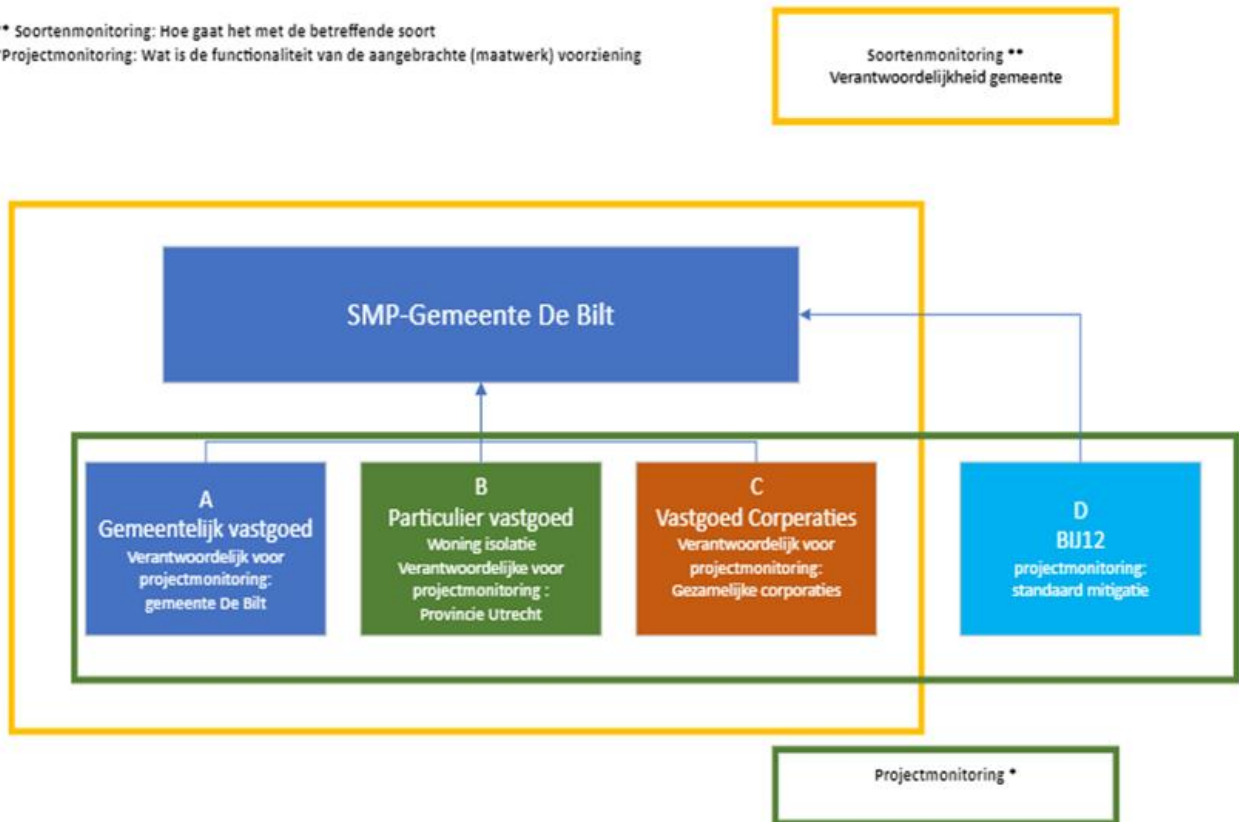 ** Soortenmonitoring: Hoe gaat het met de betreffende soort
*Projectmonitoring: Wat is de functionaliteit van de aangebrachte (maatwerk) voorziening
Soortenmonitoring **
Verantwoordelijkheid gemeente
SMP-Gemeente De Bilt
A
Gemeentelijk vastgoed
Verantwoordelijk voor
projectmonitoring:
gemeente De Bilt
B
Particulier vastgoed
Woning isolatie
Verantwoordelijke voor
projectmonitoring :
Provincie Utrecht
C
Vastgoed Corperaties
Verantwoordelijk voor
projectmonitoring:
Gezamelijke corporaties
D
BIJ12
projectmonitoring:
standaard mitigatie
Projectmonitoring *